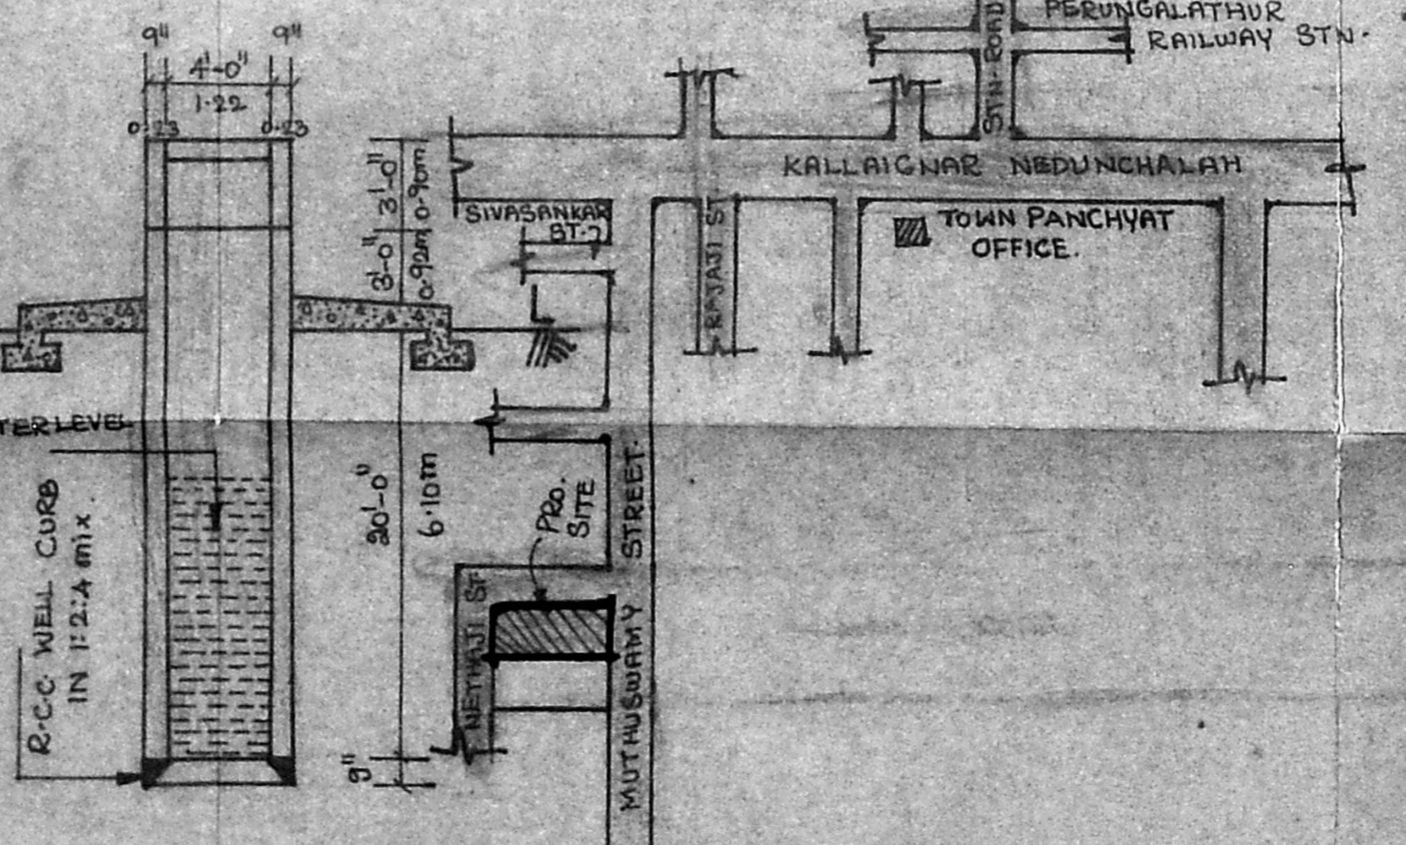 9"
9"
4'-0"
1.22
0.23
0.23
3'-0"
0.90m
3'-0"
0.92m
20'-0"
6.10m
9"
TER LEVEL
R.C.C. WELL CURB
IN 1:2:4 mix.
PERUNGALATHUR
RAILWAY STN.
STN. ROAD
KALLAIGNAR NEDUNCHALAH
SIVASANKAR
ST.
RAJAJI ST
TOWN PANCHYAT
OFFICE.
PRO.
SITE
NETHAJI ST
MUTHUSWAMY STREET.